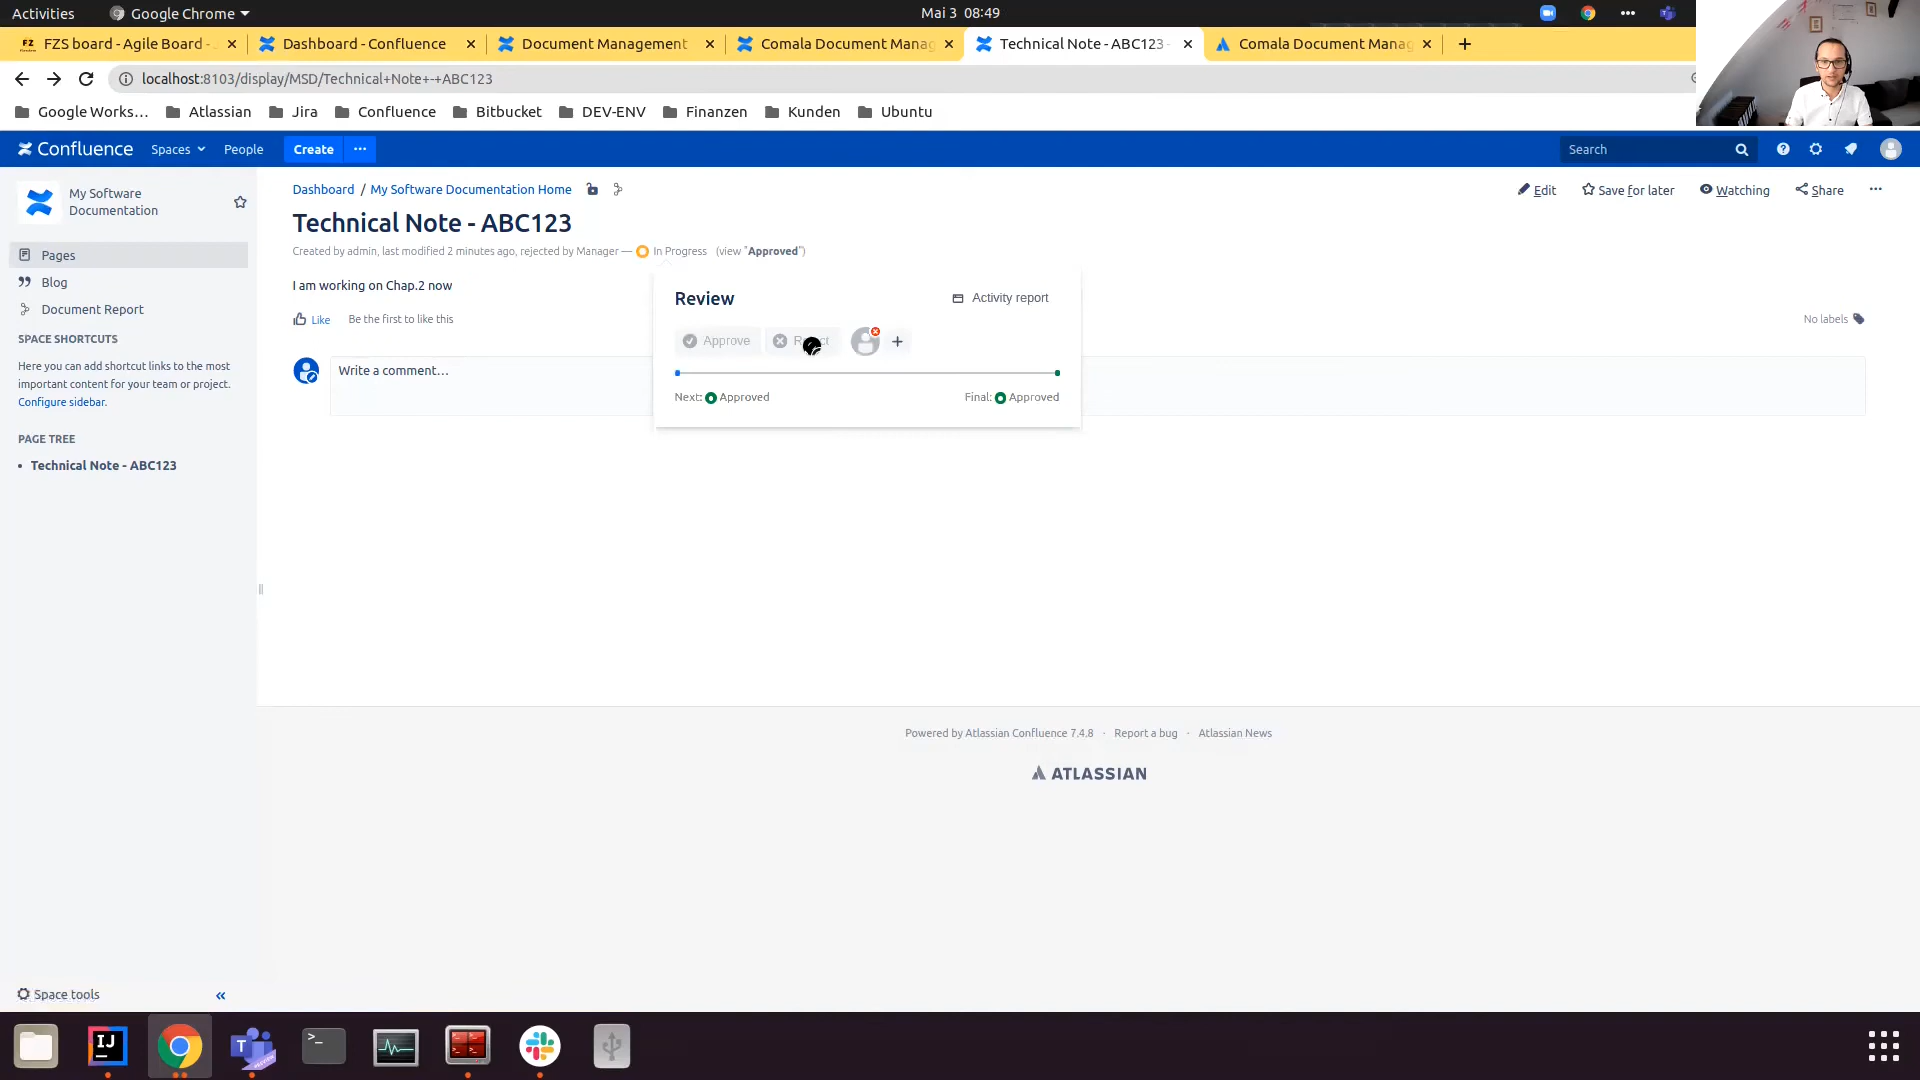 Activities
Google Chrome
Mai 3 08:49
FZS board - Agile Board -
Dashboard - Confluence
Document Management
Comala Document Manag
Technical Note - ABC123 -
Comala Document Manag
localhost:8103/display/MSD/Technical+Note+-+ABC123
Google Works…
Atlassian
Jira
Confluence
Bitbucket
DEV-ENV
Finanzen
Kunden
Ubuntu
Confluence
Spaces
People
Create
Search
My Software
Documentation
Pages
Blog
Document Report
SPACE SHORTCUTS
Here you can add shortcut links to the most
important content for your team or project.
Configure sidebar.
PAGE TREE
• Technical Note - ABC123
Space tools
Dashboard / My Software Documentation Home
Edit
Save for later
Watching
Share
Technical Note - ABC123
Created by admin, last modified 2 minutes ago, rejected by Manager — In Progress (view "Approved")
I am working on Chap.2 now
Like
Be the first to like this
No labels
Write a comment…
Review
Activity report
Approve
Next: Approved
Final: Approved
Powered by Atlassian Confluence 7.4.8 · Report a bug · Atlassian News
ATLASSIAN